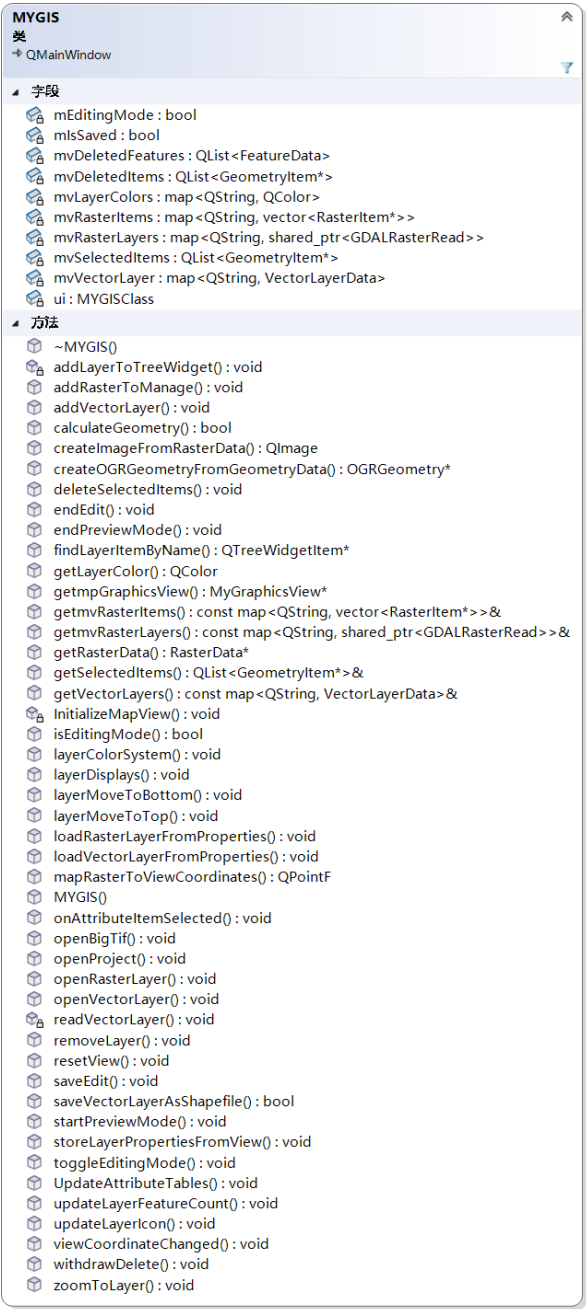 MYGIS
类
QMainWindow
字段
mEditingMode : bool
mIsSaved : bool
mvDeletedFeatures : QList<FeatureData>
mvDeletedItems : QList<GeometryItem*>
mvLayerColors : map<QString, QColor>
mvRasterItems : map<QString, vector<RasterItem*>>
mvRasterLayers : map<QString, shared_ptr<GDALRasterRead>>
mvSelectedItems : QList<GeometryItem*>
mvVectorLayer : map<QString, VectorLayerData>
ui : MYGISClass
方法
~MYGIS()
addLayerToTreeWidget() : void
addRasterToManage() : void
addVectorLayer() : void
calculateGeometry() : bool
createImageFromRasterData() : QImage
createOGRGeometryFromGeometryData() : OGRGeometry*
deleteSelectedItems() : void
endEdit() : void
endPreviewMode() : void
findLayerItemByName() : QTreeWidgetItem*
getLayerColor() : QColor
getmpGraphicsView() : MyGraphicsView*
getmvRasterItems() : const map<QString, vector<RasterItem*>>&
getmvRasterLayers() : const map<QString, shared_ptr<GDALRasterRead>>&
getRasterData() : RasterData*
getSelectedItems() : QList<GeometryItem*>&
getVectorLayers() : const map<QString, VectorLayerData>&
InitializeMapView() : void
isEditingMode() : bool
layerColorSystem() : void
layerDisplays() : void
layerMoveToBottom() : void
layerMoveToTop() : void
loadRasterLayerFromProperties() : void
loadVectorLayerFromProperties() : void
mapRasterToViewCoordinates() : QPointF
MYGIS()
onAttributeItemSelected() : void
openBigTif() : void
openProject() : void
openRasterLayer() : void
openVectorLayer() : void
readVectorLayer() : void
removeLayer() : void
resetView() : void
saveEdit() : void
saveVectorLayerAsShapefile() : bool
startPreviewMode() : void
storeLayerPropertiesFromView() : void
toggleEditingMode() : void
UpdateAttributeTables() : void
updateLayerFeatureCount() : void
updateLayerIcon() : void
viewCoordinateChanged() : void
withdrawDelete() : void
zoomToLayer() : void